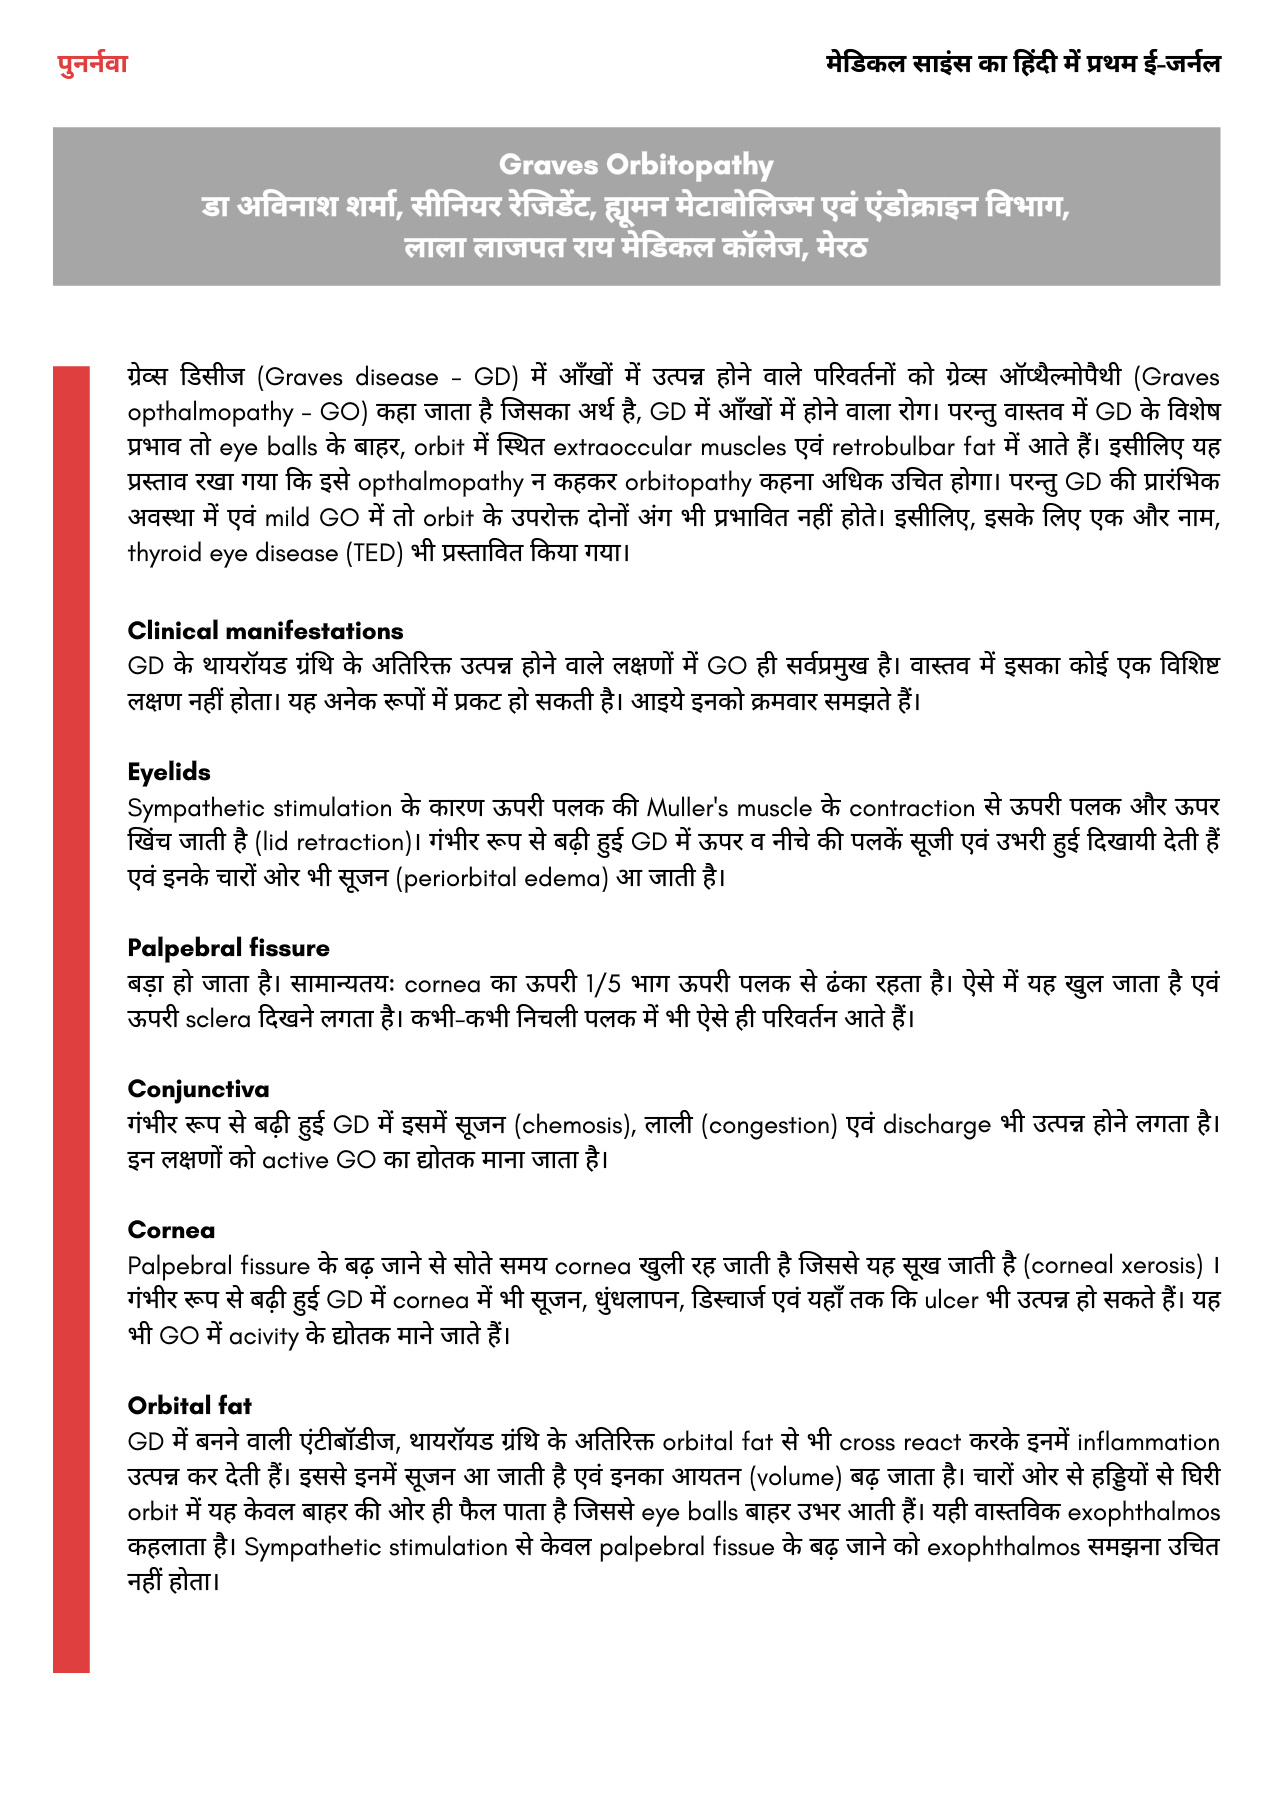 पुनर्नवा
मेडिकल साइंस का हिंदी में प्रथम ई-जर्नल
Graves Orbitopathy
डा अविनाश शर्मा, सीनियर रेजिडेंट, ह्यूमन मेटाबोलिज्म एवं एंडोक्राइन विभाग,
लाला लाजपत राय मेडिकल कॉलेज, मेरठ
ग्रेव्स डिसीज (Graves disease - GD) में आँखों में उत्पन्न होने वाले परिवर्तनों को ग्रेव्स ऑप्थैल्मोपैथी (Graves
opthalmopathy - GO) कहा जाता है जिसका अर्थ है, GD में आँखों में होने वाला रोग। परन्तु वास्तव में GD के विशेष
प्रभाव तो eye balls के बाहर, orbit में स्थित extraoccular muscles एवं retrobulbar fat में आते हैं। इसीलिए यह
प्रस्ताव रखा गया कि इसे opthalmopathy न कहकर orbitopathy कहना अधिक उचित होगा। परन्तु GD की प्रारंभिक
अवस्था में एवं mild GO में तो orbit के उपरोक्त दोनों अंग भी प्रभावित नहीं होते। इसीलिए, इसके लिए एक और नाम,
thyroid eye disease (TED) भी प्रस्तावित किया गया।
Clinical manifestations
GD के थायरॉयड ग्रंथि के अतिरिक्त उत्पन्न होने वाले लक्षणों में GO ही सर्वप्रमुख है। वास्तव में इसका कोई एक विशिष्ट
लक्षण नहीं होता। यह अनेक रूपों में प्रकट हो सकती है। आइये इनको क्रमवार समझते हैं।
Eyelids
Sympathetic stimulation के कारण ऊपरी पलक की Muller's muscle के contraction से ऊपरी पलक और ऊपर
खिंच जाती है (lid retraction)। गंभीर रूप से बढ़ी हुई GD में ऊपर व नीचे की पलकें सूजी एवं उभरी हुई दिखायी देती हैं
एवं इनके चारों ओर भी सूजन (periorbital edema) आ जाती है।
Palpebral fissure
बड़ा हो जाता है। सामान्यतयः cornea का ऊपरी 1/5 भाग ऊपरी पलक से ढंका रहता है। ऐसे में यह खुल जाता है एवं
ऊपरी sclera दिखने लगता है। कभी-कभी निचली पलक में भी ऐसे ही परिवर्तन आते हैं।
Conjunctiva
गंभीर रूप से बढ़ी हुई GD में इसमें सूजन (chemosis), लाली (congestion) एवं discharge भी उत्पन्न होने लगता है।
इन लक्षणों को active GO का द्योतक माना जाता है।
Cornea
Palpebral fissure के बढ़ जाने से सोते समय cornea खुली रह जाती है जिससे यह सूख जाती है (corneal xerosis) ।
गंभीर रूप से बढ़ी हुई GD में cornea में भी सूजन, धुंधलापन, डिस्चार्ज एवं यहाँ तक कि ulcer भी उत्पन्न हो सकते हैं। यह
भी GO में acivity के द्योतक माने जाते हैं।
Orbital fat
GD में बनने वाली एंटीबॉडीज, थायरॉयड ग्रंथि के अतिरिक्त orbital fat से भी cross react करके इनमें inflammation
उत्पन्न कर देती हैं। इससे इनमें सूजन आ जाती है एवं इनका आयतन (volume) बढ़ जाता है। चारों ओर से हड्डियों से घिरी
orbit में यह केवल बाहर की ओर ही फैल पाता है जिससे eye balls बाहर उभर आती हैं। यही वास्तविक exophthalmos
कहलाता है। Sympathetic stimulation से केवल palpebral fissue के बढ़ जाने को exophthalmos समझना उचित
नहीं होता।